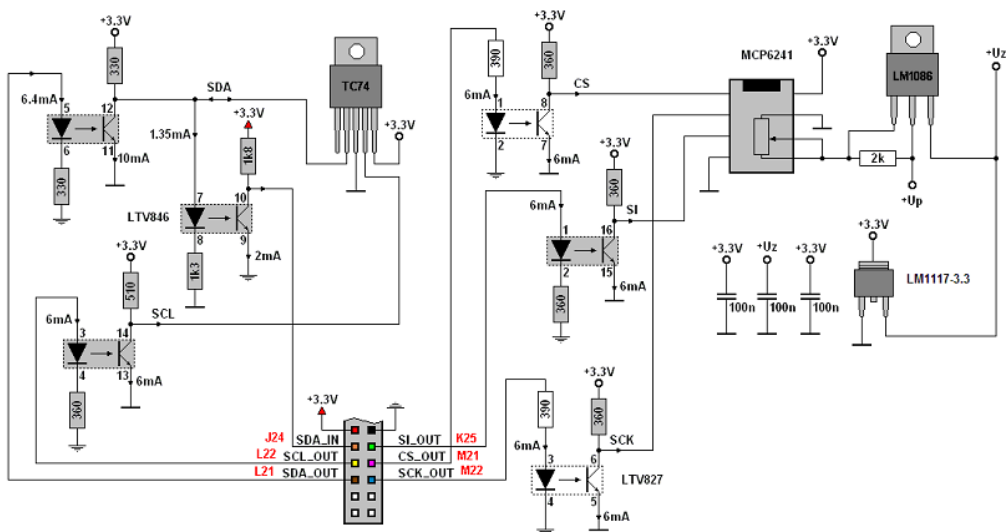 +3.3V
330
6.4mA
5
12
6
11
10mA
330
SDA
1.35mA
TC74
+3.3V
+3.3V
1k8
7
10
LTV846
8
9
1k3
2mA
+3.3V
510
SCL
6mA
3
14
4
13
6mA
360
+3.3V
390
360
6mA
1
8
CS
2
7
6mA
+3.3V
360
6mA
1
16
SI
2
15
6mA
360
MCP6241
+3.3V
LM1086
+Uz
2k
+Up
+3.3V
+Uz
+3.3V
100n
100n
100n
+3.3V
LM1117-3.3
+3.3V
J24
SDA_IN
SI_OUT
K25
L22
SCL_OUT
CS_OUT
M21
L21
SDA_OUT
SCK_OUT
M22
+3.3V
390
360
SCK
6mA
3
6
LTV827
4
5
6mA